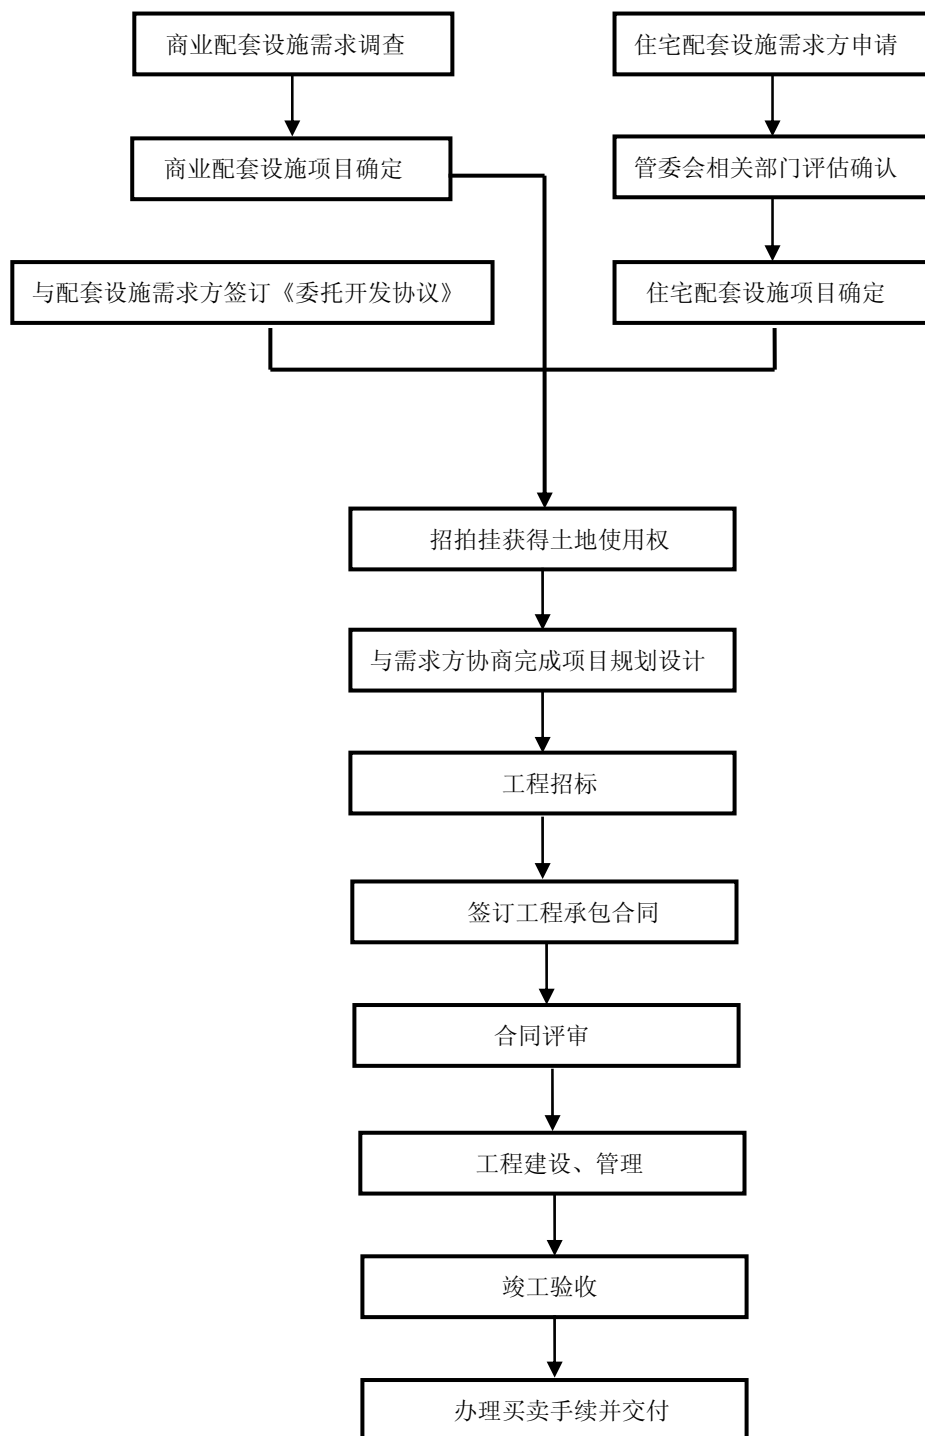 商业配套设施需求调查
住宅配套设施需求方申请
商业配套设施项目确定
管委会相关部门评估确认
与配套设施需求方签订《委托开发协议》
住宅配套设施项目确定
招拍挂获得土地使用权
与需求方协商完成项目规划设计
工程招标
签订工程承包合同
合同评审
工程建设、管理
竣工验收
办理买卖手续并交付